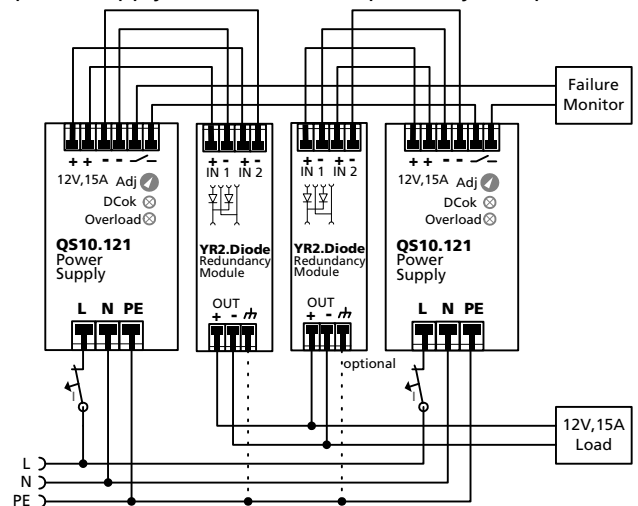 Failure
Monitor
+ + - -
12V,15A Adj
DCok
Overload
QS10.121
Power
Supply
L N PE
+ - + -
IN 1 IN 2
YR2.Diode
Redundancy
Module
OUT
+ -
+ - + -
IN 1 IN 2
YR2.Diode
Redundancy
Module
OUT
+ -
optional
+ + - -
12V,15A Adj
DCok
Overload
QS10.121
Power
Supply
L N PE
I
I
12V,15A
Load
L
N
PE